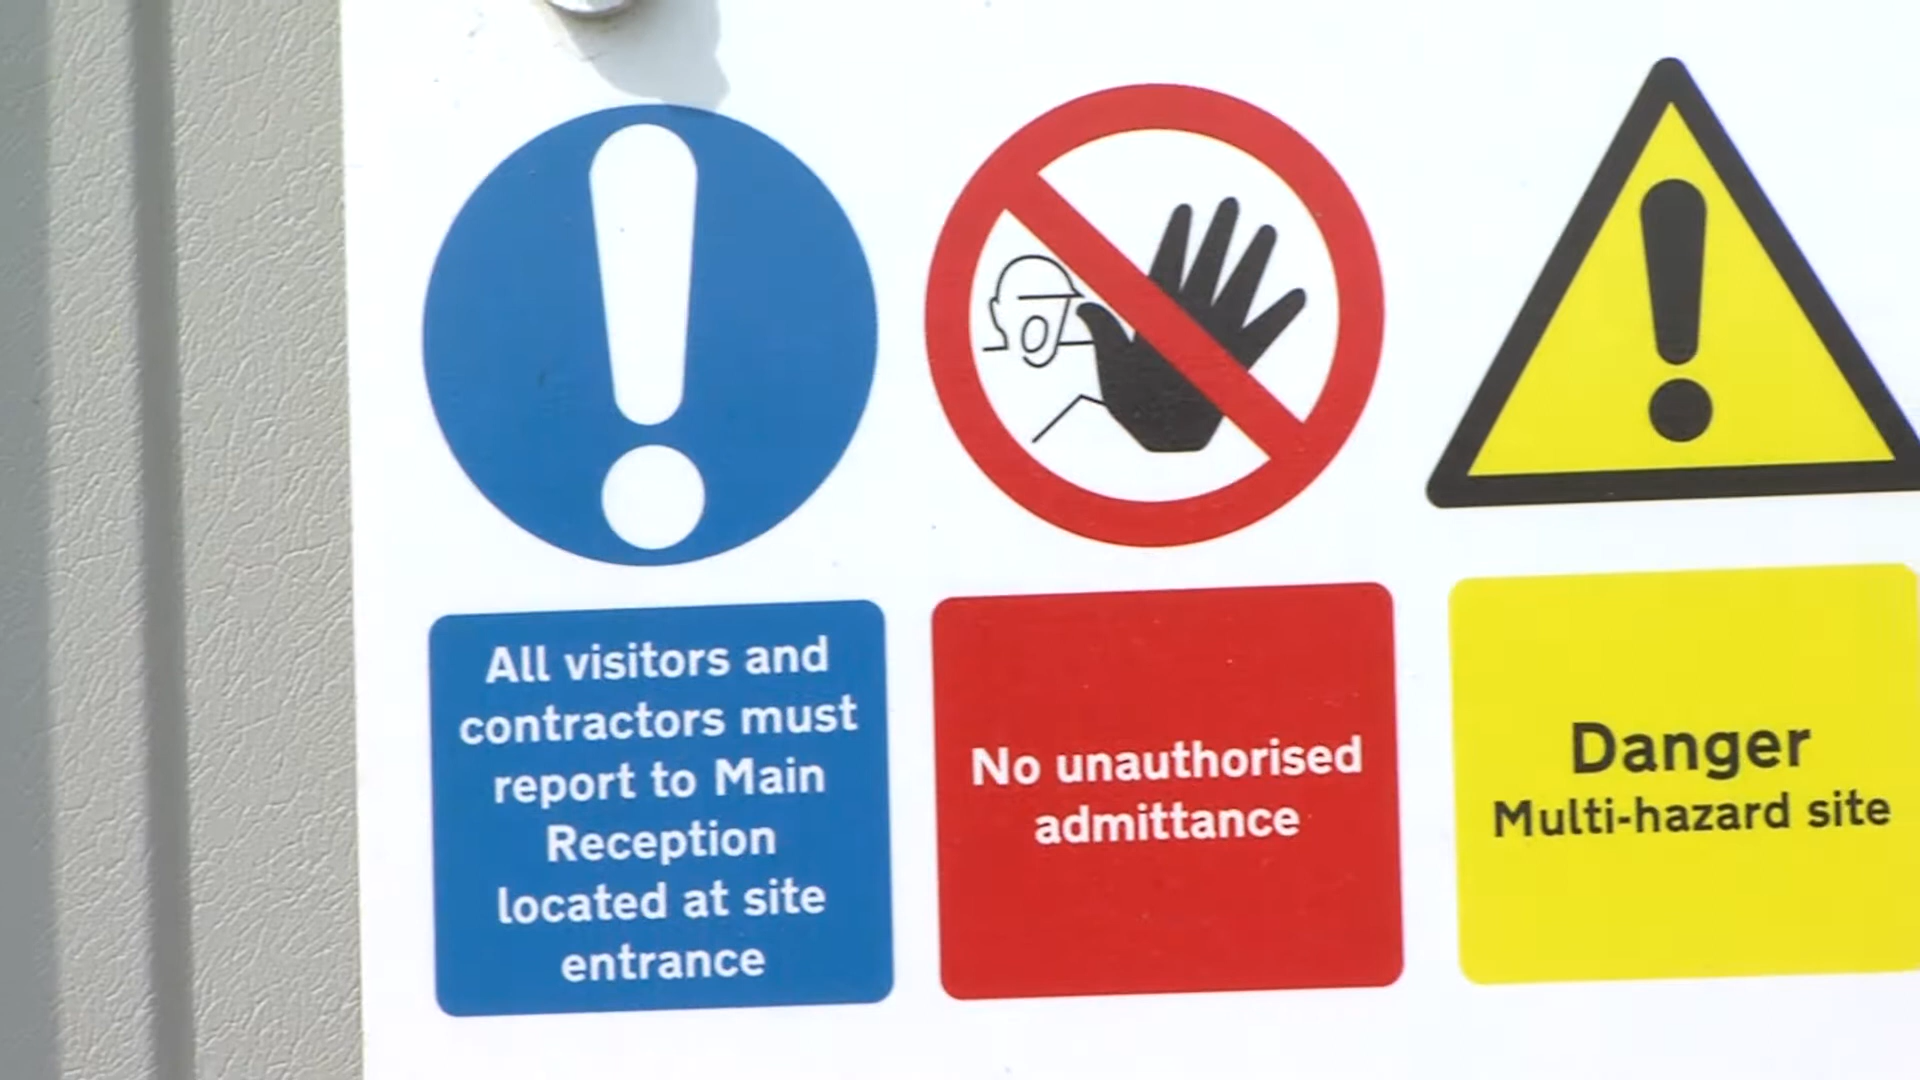 All visitors and
contractors must
report to Main
Reception
located at site
entrance
No unauthorised
admittance
Danger
Multi-hazard site